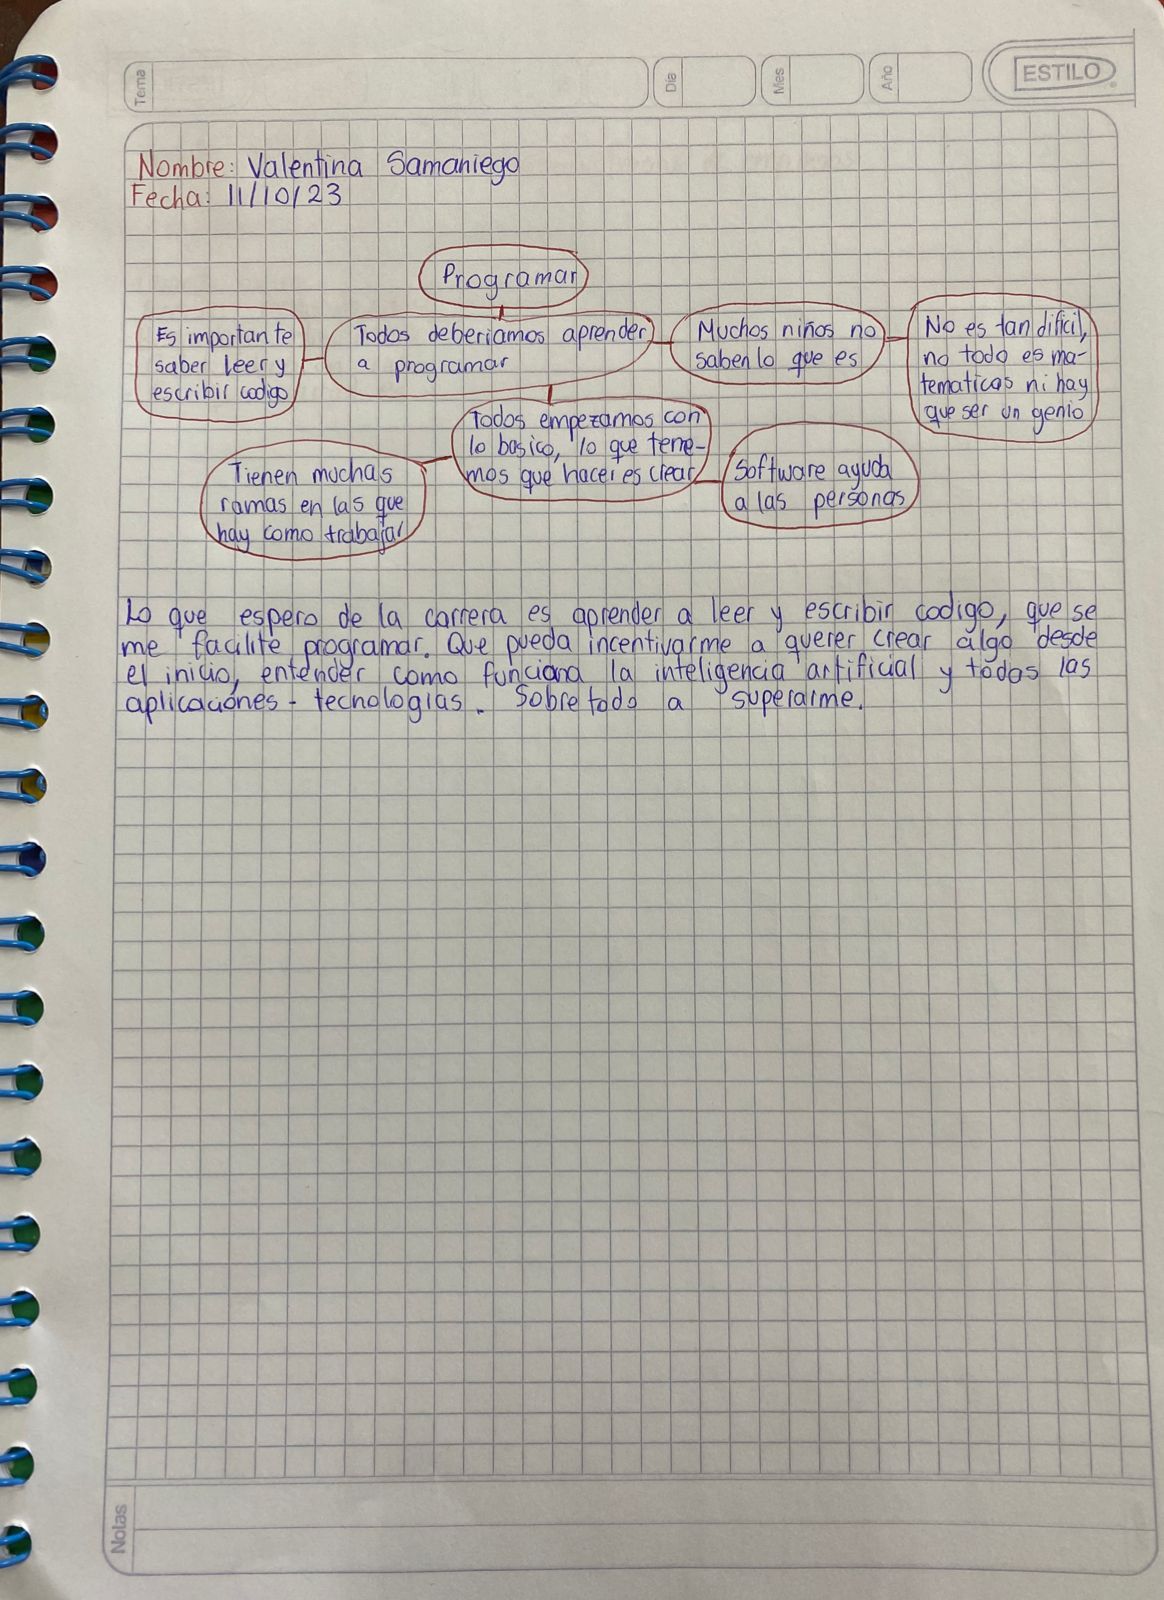 Tema
Día
Mes
Año
ESTILO
Nombre: Valentina Samaniego
Fecha: 11/10/23
Programar
Es importante
saber leer y
escribir codigo
Todos deberiamos aprender
a programar
Muchos niños no
saben lo que es
No es tan dificil,
no todo es ma-
tematicas ni hay
que ser un genio
Todos empezamos con
lo basico, lo que tene-
mos que hacer es crear
Tienen muchas
ramas en las que
hay como trabajar
Software ayuda
a las personas
Lo que espero de la carrera es aprender a leer y escribir codigo, que se
me facilite programar. Que pueda incentivarme a querer crear algo desde
el inicio, entender como funciona la inteligencia artificial y todas las
aplicaciones - tecnologias. Sobretodo a superarme.
Notas